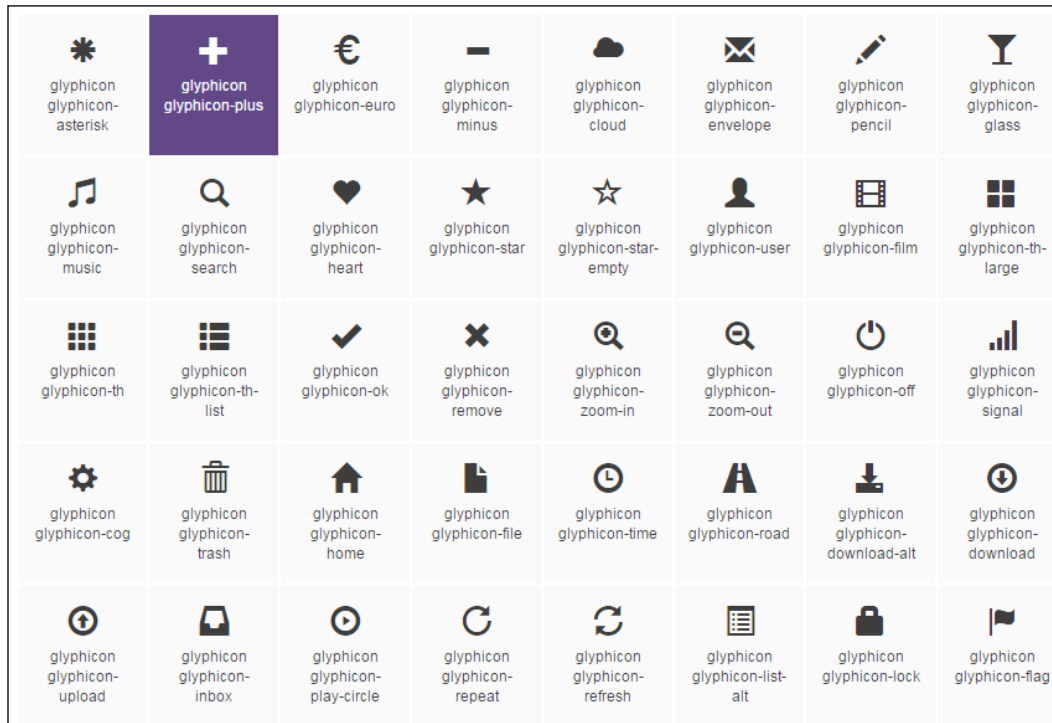 glyphicon
glyphicon-
asterisk
glyphicon
glyphicon-plus
glyphicon
glyphicon-euro
glyphicon
glyphicon-
minus
glyphicon
glyphicon-
cloud
glyphicon
glyphicon-
envelope
glyphicon
glyphicon-
pencil
glyphicon
glyphicon-
glass
glyphicon
glyphicon-
music
glyphicon
glyphicon-
search
glyphicon
glyphicon-
heart
glyphicon
glyphicon-star
glyphicon
glyphicon-star-
empty
glyphicon
glyphicon-user
glyphicon
glyphicon-film
glyphicon
glyphicon-th-
large
glyphicon
glyphicon-th
glyphicon
glyphicon-th-
list
glyphicon
glyphicon-ok
glyphicon
glyphicon-
remove
glyphicon
glyphicon-
zoom-in
glyphicon
glyphicon-
zoom-out
glyphicon
glyphicon-off
glyphicon
glyphicon-
signal
glyphicon
glyphicon-cog
glyphicon
glyphicon-
trash
glyphicon
glyphicon-
home
glyphicon
glyphicon-file
glyphicon
glyphicon-time
glyphicon
glyphicon-road
glyphicon
glyphicon-
download-alt
glyphicon
glyphicon-
download
glyphicon
glyphicon-
upload
glyphicon
glyphicon-
inbox
glyphicon
glyphicon-
play-circle
glyphicon
glyphicon-
repeat
glyphicon
glyphicon-
refresh
glyphicon
glyphicon-list-
alt
glyphicon
glyphicon-lock
glyphicon
glyphicon-flag